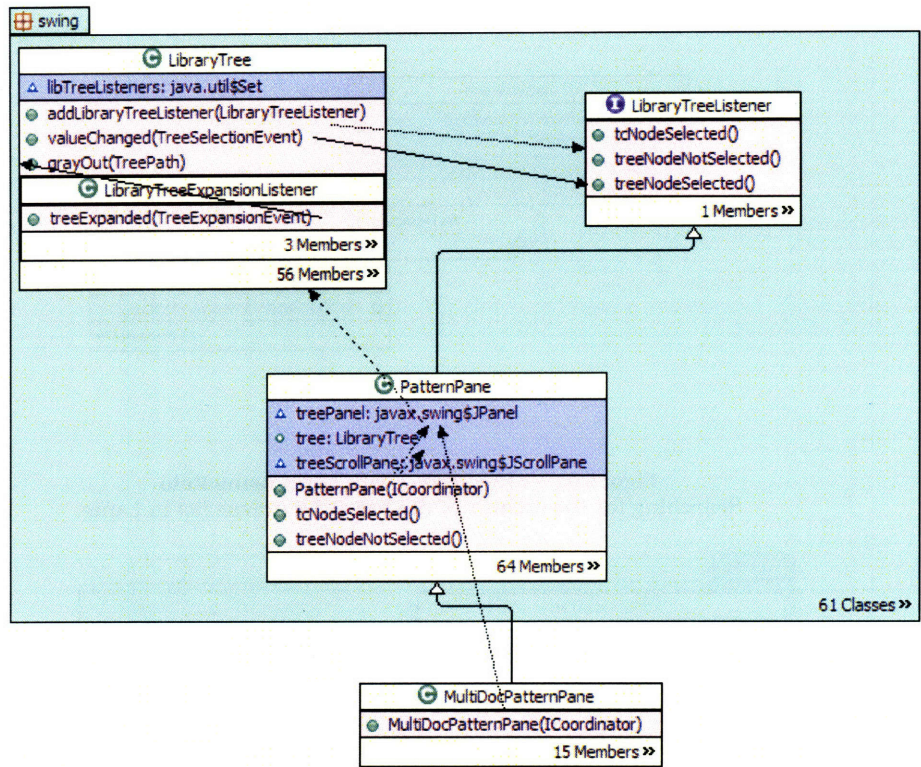 swing
LibraryTree
libTreeListeners: java.util$Set
addLibraryTreeListener(LibraryTreeListener)
valueChanged(TreeSelectionEvent)
grayOut(TreePath)
LibraryTreeExpansionListener
treeExpanded(TreeExpansionEvent)
3 Members »
56 Members »
LibraryTreeListener
tcNodeSelected()
treeNodeNotSelected()
treeNodeSelected()
1 Members »
PatternPane
treePanel: javax.swing$JPanel
tree: LibraryTree
treeScrollPane: javax.swing$JScrollPane
PatternPane(ICoordinator)
tcNodeSelected()
treeNodeNotSelected()
64 Members »
61 Classes »
MultiDocPatternPane
MultiDocPatternPane(ICoordinator)
15 Members »